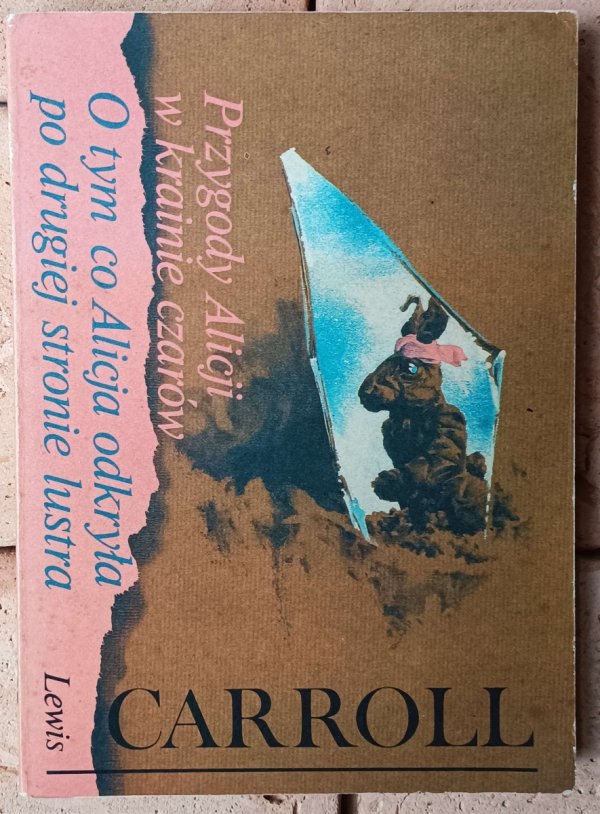 Przygody Alicji
w krainie czarów
O tym co Alicja odkryła
po drugiej stronie lustra
Lewis
CARROLL